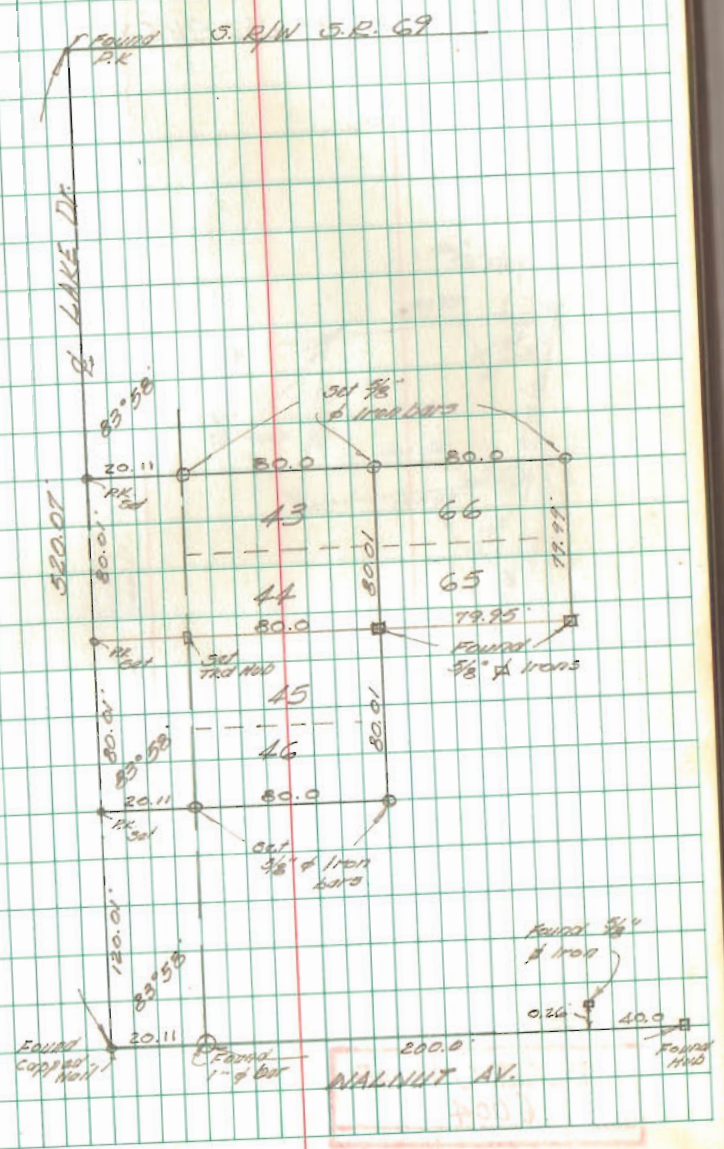 Found
P.K
S. R/W S.R. 69
℄ LAKE Dr.
83°58'
Set 5/8"
ϕ Iron bars
20.11
80.0
80.0
P.K.
Set
43
66
520.07'
80.01'
80.01
79.97'
44
65
80.0
79.95'
P.K.
Set
Set
Hub
Found
5/8" ϕ Irons
45
80.01'
80.01
83°58'
46
20.11
80.0
P.K.
Set
Set
5/8" ϕ Iron
bars
120.01'
83°58'
Found 5/8"
ϕ Iron
0.26
40.0
20.11
200.0
Found
Capped
Nail
Found
1" ϕ bar
Found
Hub
WALNUT AV.